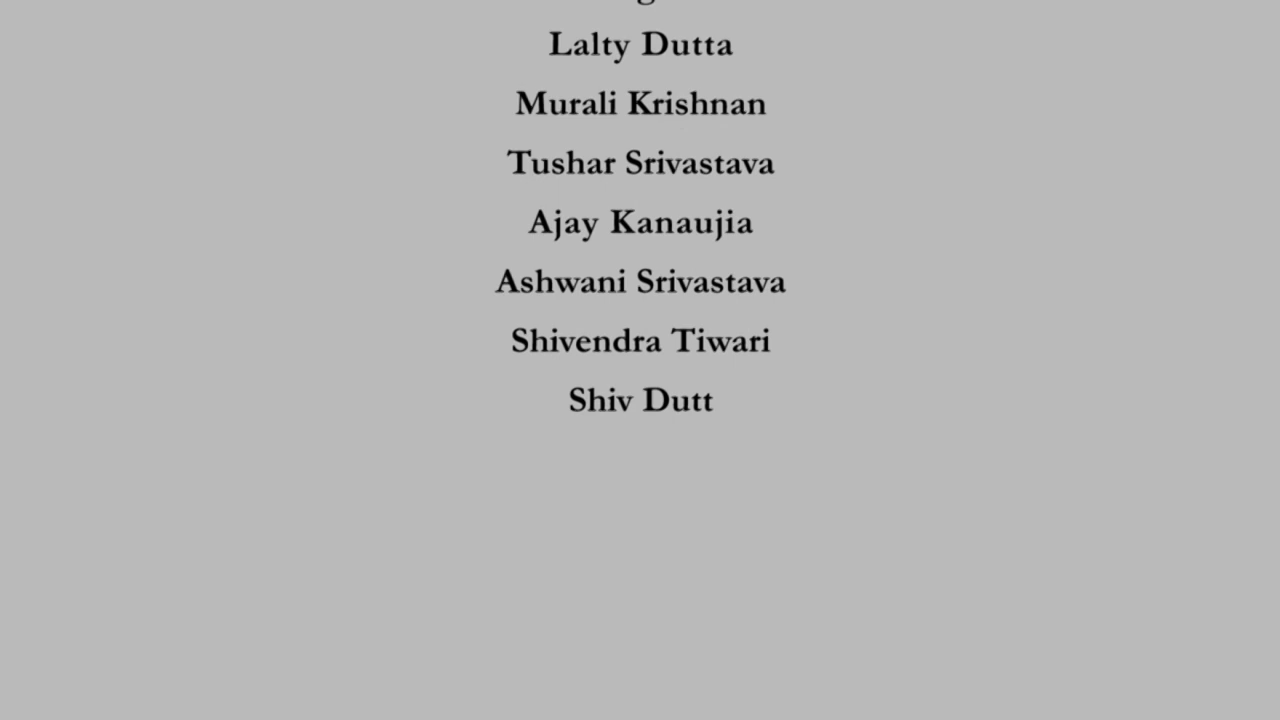 Lalty Dutta
Murali Krishnan
Tushar Srivastava
Ajay Kanaujia
Ashwani Srivastava
Shivendra Tiwari
Shiv Dutt